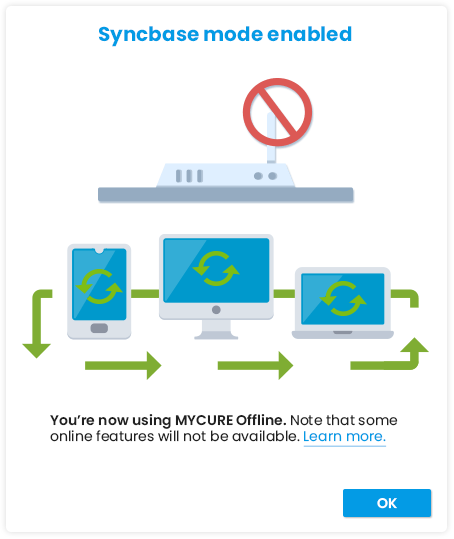 Syncbase mode enabled
You’re now using MYCURE Offline. Note that some
online features will not be available. Learn more.
OK